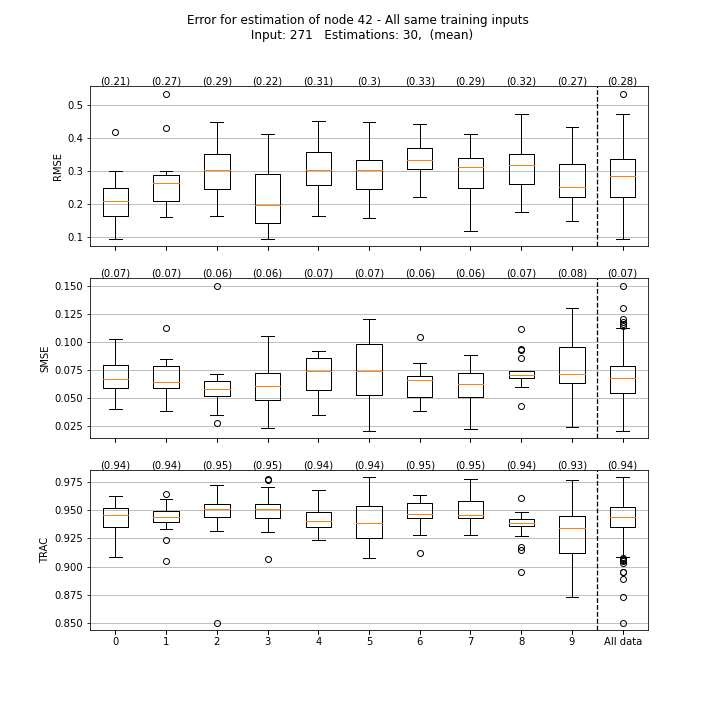 Error for estimation of node 42 - All same training inputs
Input: 271 Estimations: 30, (mean)
(0.21) (0.27) (0.29) (0.22) (0.31) (0.3) (0.33) (0.29) (0.32) (0.27) (0.28)
0.5
0.4
0.3
0.2
0.1
RMSE
(0.07) (0.07) (0.06) (0.06) (0.07) (0.07) (0.06) (0.06) (0.07) (0.08) (0.07)
0.150
0.125
0.100
0.075
0.050
0.025
SMSE
(0.94) (0.94) (0.95) (0.95) (0.94) (0.94) (0.95) (0.95) (0.94) (0.93) (0.94)
0.975
0.950
0.925
0.900
0.875
0.850
TRAC
0 1 2 3 4 5 6 7 8 9 All data